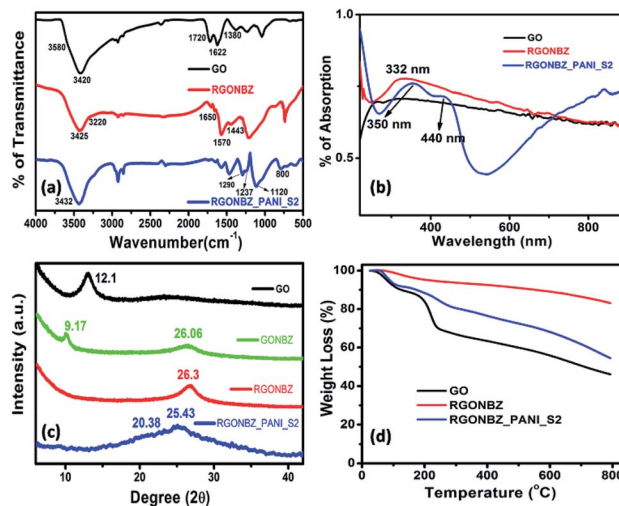 % of Transmittance
3580
3420
1720
1622
1380
GO
3425
3220
1650
1570
1443
RGONBZ
3432
1290
1237
1120
800
RGONBZ_PANI_S2
(a)
4000 3500 3000 2500 2000 1500 1000 500
Wavenumber(cm-1
% of Absorption
1.0
0.5
GO
RGONBZ
RGONBZ_PANI_S2
332 nm
350 nm
440 nm
(b)
400 600 800
Wavelength (nm)
Intensity (a.u.)
12.1
GO
9.17
26.06
GONBZ
26.3
RGONBZ
20.38
25.43
RGONBZ_PANI_S2
(c)
10 20 30 40
Degree (2θ)
Weight Loss (%)
100
80
60
40
20
0
GO
RGONBZ
RGONBZ_PANI_S2
(d)
0 200 400 600 800
Temperature (°C)